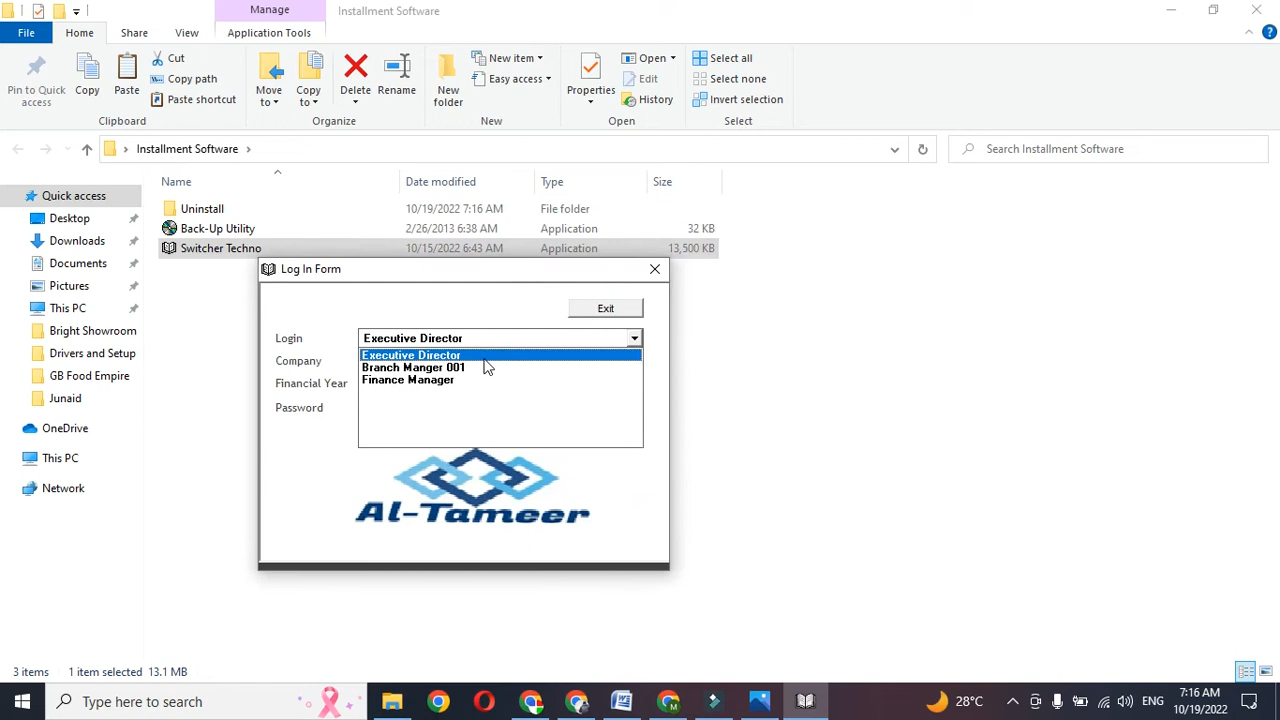 Manage
Installment Software
File
Home
Share
View
Application Tools
Pin to Quick access
Copy
Paste
Cut
Copy path
Paste shortcut
Clipboard
Move to
Copy to
Delete
Rename
Organize
New folder
New item
Easy access
New
Properties
Open
Edit
History
Open
Select all
Select none
Invert selection
Select
Installment Software
Search Installment Software
Name
Date modified
Type
Size
Quick access
Desktop
Downloads
Documents
Pictures
This PC
Bright Showroom
Drivers and Setup
GB Food Empire
Junaid
OneDrive
This PC
Network
Uninstall 10/19/2022 7:16 AM File folder
Back-Up Utility 2/26/2013 6:38 AM Application 32 KB
Switcher Techno 10/15/2022 6:43 AM Application 13,500 KB
Log In Form
Exit
Login Executive Director
Executive Director
Company
Branch Manger 001
Finance Manager
Financial Year
Password
Al-Tameer
3 items 1 item selected 13.1 MB
Type here to search
28°C
ENG
7:16 AM
10/19/2022